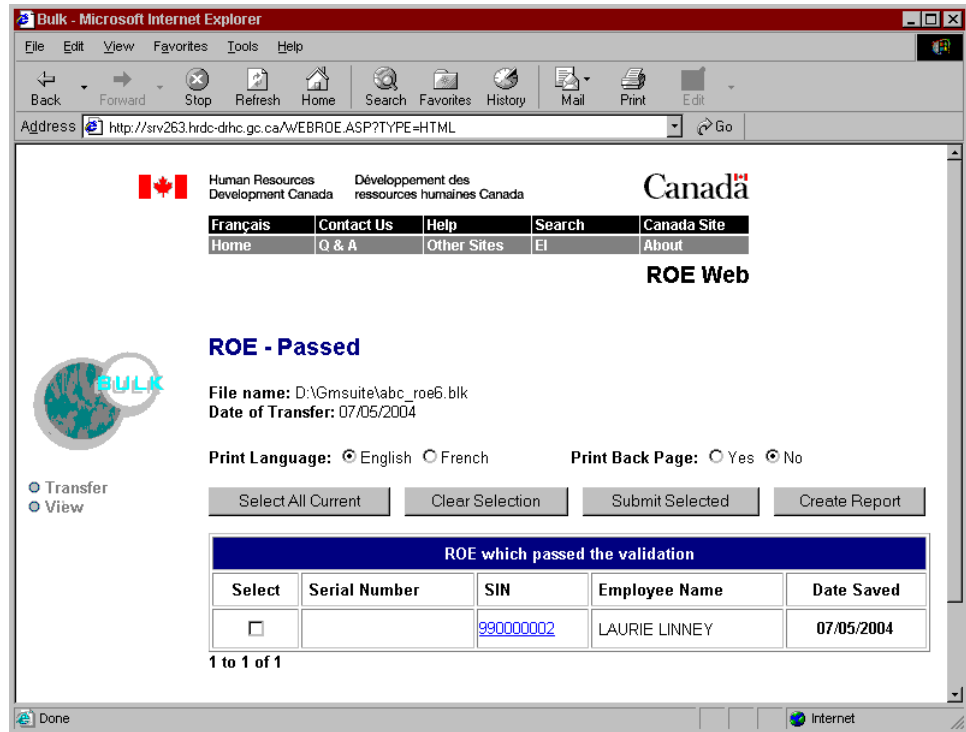 Bulk - Microsoft Internet Explorer
File Edit View Favorites Tools Help
Back Forward Stop Refresh Home Search Favorites History Mail Print Edit
Address http://srv263.hrdc-drhc.gc.ca/WEBROE.ASP?TYPE=HTML Go
Human Resources Développement des
Development Canada ressources humaines Canada
Canada
Français Contact Us Help Search Canada Site
Home Q & A Other Sites EI About
ROE Web
ROE - Passed
BULK
File name: D:\Gmsuite\abc_roe6.blk
Date of Transfer: 07/05/2004
Print Language: English French Print Back Page: Yes No
Transfer
View
Select All Current Clear Selection Submit Selected Create Report
ROE which passed the validation
Select Serial Number SIN Employee Name Date Saved
990000002 LAURIE LINNEY 07/05/2004
1 to 1 of 1
Done Internet